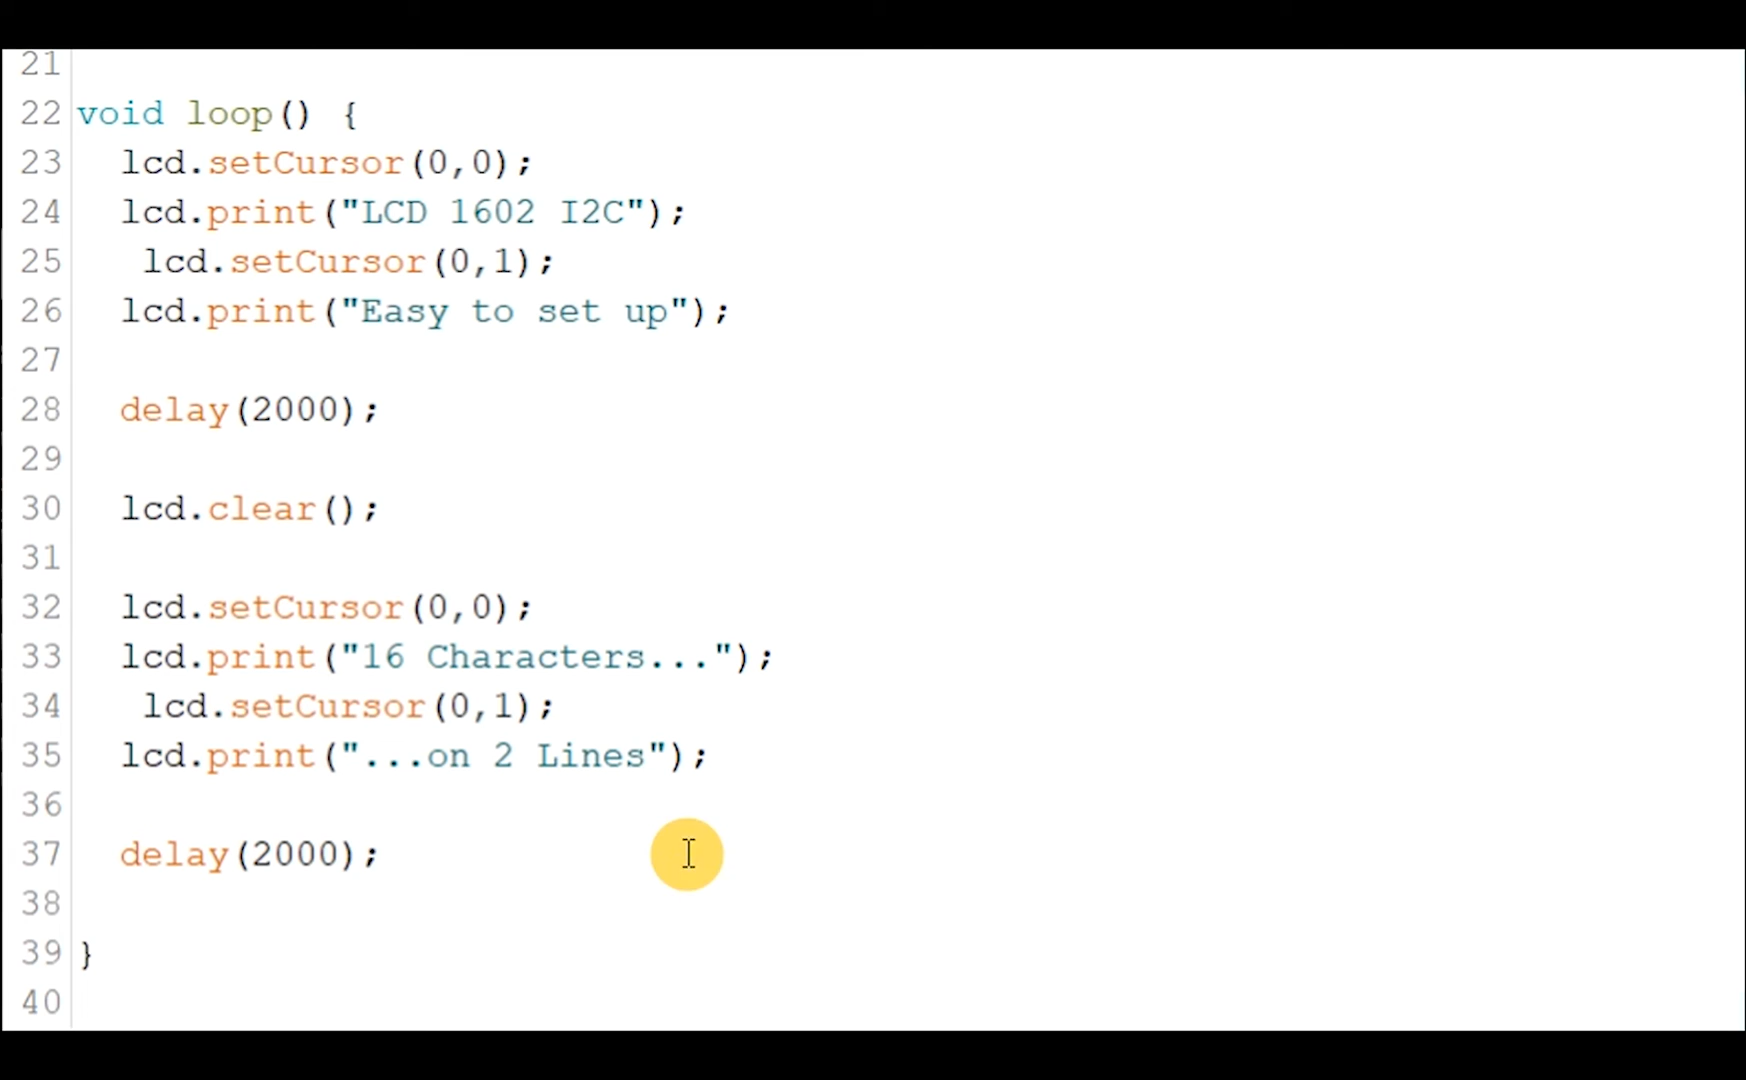 21
22 void loop() {
23   lcd.setCursor(0,0);
24   lcd.print("LCD 1602 I2C");
25    lcd.setCursor(0,1);
26   lcd.print("Easy to set up");
27
28   delay(2000);
29
30   lcd.clear();
31
32   lcd.setCursor(0,0);
33   lcd.print("16 Characters...");
34    lcd.setCursor(0,1);
35   lcd.print("...on 2 Lines");
36
37   delay(2000);
38
39 }
40